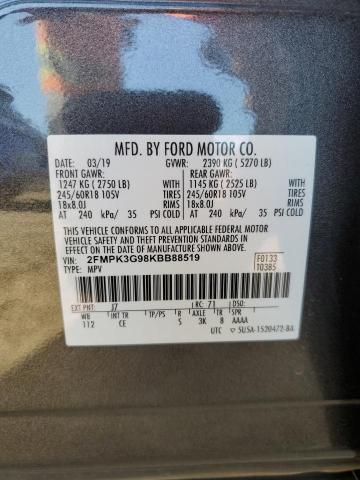 MFD. BY FORD MOTOR CO.
DATE: 03/19 GVWR: 2390 KG (5270 LB)
FRONT GAWR: REAR GAWR:
1247 KG (2750 LB) 1145 KG (2525 LB)
245/60R18 105V TIRES 245/60R18 105V TIRES
18x8.0J RIMS 18x8.0J RIMS
AT 240 kPa/ 35 PSI COLD AT 240 kPa/ 35 PSI COLD
THIS VEHICLE CONFORMS TO ALL APPLICABLE FEDERAL MOTOR
VEHICLE SAFETY AND THEFT PREVENTION STANDARDS IN EFFECT
ON THE DATE OF MANUFACTURE SHOWN ABOVE.
VIN: 2FMPK3G98KBB88519 F0133
TYPE: MPV T0385
EXT PNT: J7 RC: 71 DSO:
WB INT TR TP/PS R AXLE TR SPR
112 CE S 3K 8 AAAA
UTC 5U5A-1520472-BA